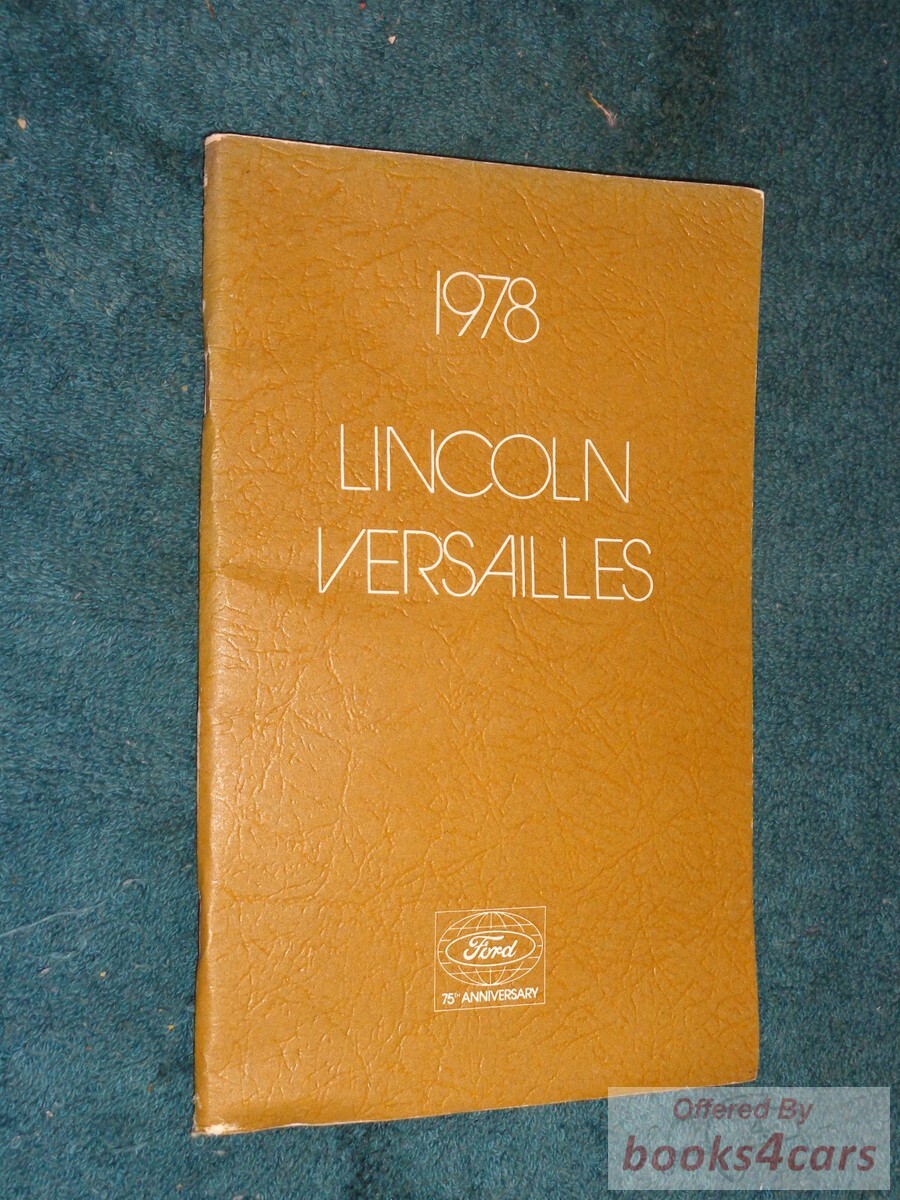 1978
LINCOLN
VERSAILLES
Ford
75TH ANNIVERSARY
Offered By
books4cars